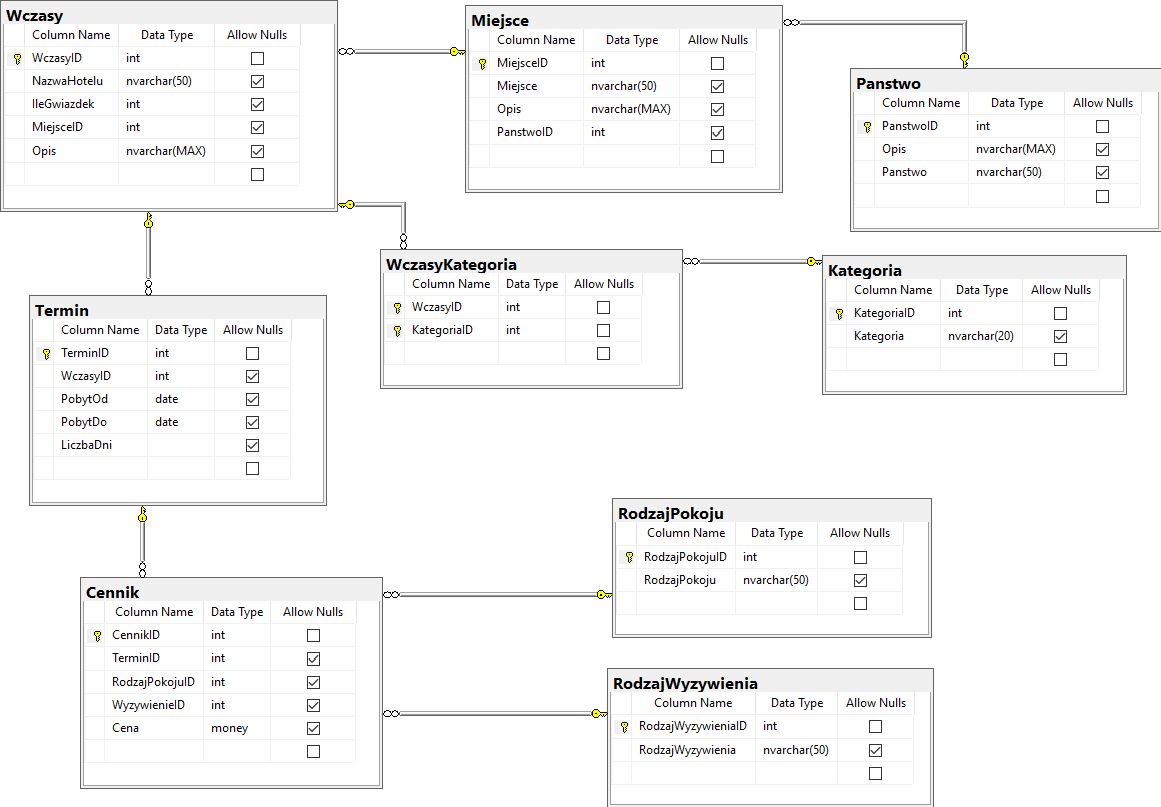 Wczasy
Column Name Data Type Allow Nulls
WczasyID int
NazwaHotelu nvarchar(50)
IleGwiazdek int
MiejsceID int
Opis nvarchar(MAX)
Miejsce
Column Name Data Type Allow Nulls
MiejsceID int
Miejsce nvarchar(50)
Opis nvarchar(MAX)
PanstwoID int
Panstwo
Column Name Data Type Allow Nulls
PanstwoID int
Opis nvarchar(MAX)
Panstwo nvarchar(50)
WczasyKategoria
Column Name Data Type Allow Nulls
WczasyID int
KategoriaID int
Kategoria
Column Name Data Type Allow Nulls
KategoriaID int
Kategoria nvarchar(20)
Termin
Column Name Data Type Allow Nulls
TerminID int
WczasyID int
PobytOd date
PobytDo date
LiczbaDni
RodzajPokoju
Column Name Data Type Allow Nulls
RodzajPokojuID int
RodzajPokoju nvarchar(50)
Cennik
Column Name Data Type Allow Nulls
CennikID int
TerminID int
RodzajPokojuID int
WyzywienieID int
Cena money
RodzajWyzywienia
Column Name Data Type Allow Nulls
RodzajWyzywieniaID int
RodzajWyzywienia nvarchar(50)